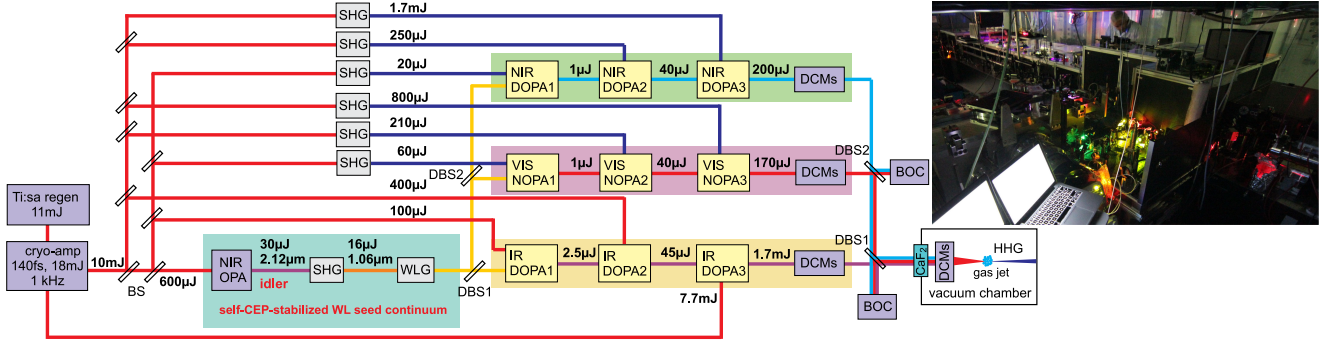 SHG 1.7mJ
SHG 250µJ
SHG 20µJ
SHG 800µJ
SHG 210µJ
SHG 60µJ
400µJ
100µJ
NIR DOPA1
1µJ
NIR DOPA2
40µJ
NIR DOPA3
200µJ
DCMs
VIS NOPA1
1µJ
VIS NOPA2
40µJ
VIS NOPA3
170µJ
DCMs
DBS2
DBS2
BOC
Ti:sa regen
11mJ
cryo-amp
140fs, 18mJ
1 kHz
10mJ
BS
600µJ
NIR
OPA
30µJ
2.12µm
idler
SHG
16µJ
1.06µm
WLG
self-CEP-stabilized WL seed continuum
DBS1
IR DOPA1
2.5µJ
IR DOPA2
45µJ
IR DOPA3
1.7mJ
DCMs
7.7mJ
DBS1
BOC
CaF₂
DCMs
HHG
gas jet
vacuum chamber